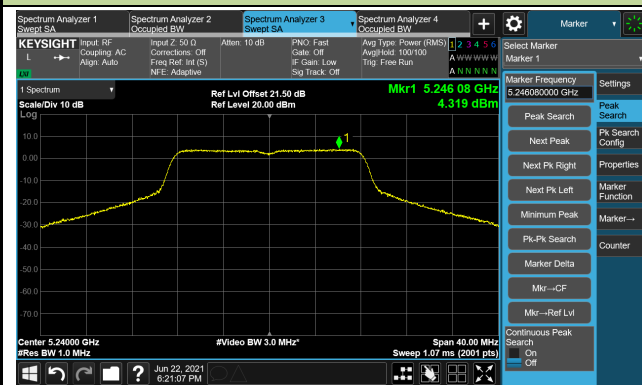 Spectrum Analyzer 1
Swept SA
Spectrum Analyzer 2
Occupied BW
Spectrum Analyzer 3
Swept SA
Spectrum Analyzer 4
Occupied BW
+
Marker
KEYSIGHT
L
LXI
Input: RF
Coupling: AC
Align: Auto
Input Z: 50 Ω
Corrections: Off
Freq Ref: Int (S)
NFE: Adaptive
Atten: 10 dB
PNO: Fast
Gate: Off
IF Gain: Low
Sig Track: Off
Avg Type: Power (RMS)
Avg|Hold: 100/100
Trig: Free Run
1 2 3 4 5 6
A W W W W W
A N N N N N
Select Marker
Marker 1
1 Spectrum
Scale/Div 10 dB
Log
Ref Lvl Offset 21.50 dB
Ref Level 20.00 dBm
Mkr1 5.246 08 GHz
4.319 dBm
10.0
0.00
-10.0
-20.0
-30.0
-40.0
-50.0
-60.0
-70.0
1
Center 5.24000 GHz
#Res BW 1.0 MHz
#Video BW 3.0 MHz*
Span 40.00 MHz
Sweep 1.07 ms (2001 pts)
Marker Frequency
5.246080000 GHz
Peak Search
Next Peak
Next Pk Right
Next Pk Left
Minimum Peak
Pk-Pk Search
Marker Delta
Mkr→CF
Mkr→Ref Lvl
Continuous Peak
Search
On
Off
Settings
Peak
Search
Pk Search
Config
Properties
Marker
Function
Marker→
Counter
?
Jun 22, 2021
6:21:07 PM